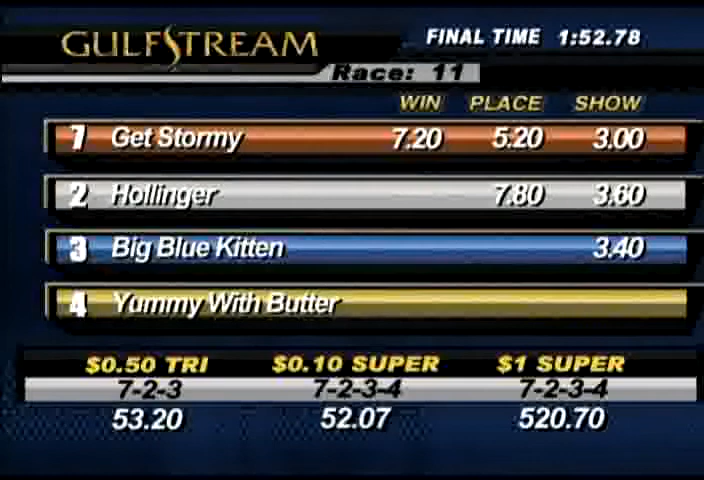 GULFSTREAM
FINAL TIME 1:52.78
Race: 11
WIN PLACE SHOW
7 Get Stormy 7.20 5.20 3.00
2 Hollinger 7.80 3.60
3 Big Blue Kitten 3.40
4 Yummy With Butter
$0.50 TRI $0.10 SUPER $1 SUPER
7-2-3 7-2-3-4 7-2-3-4
53.20 52.07 520.70